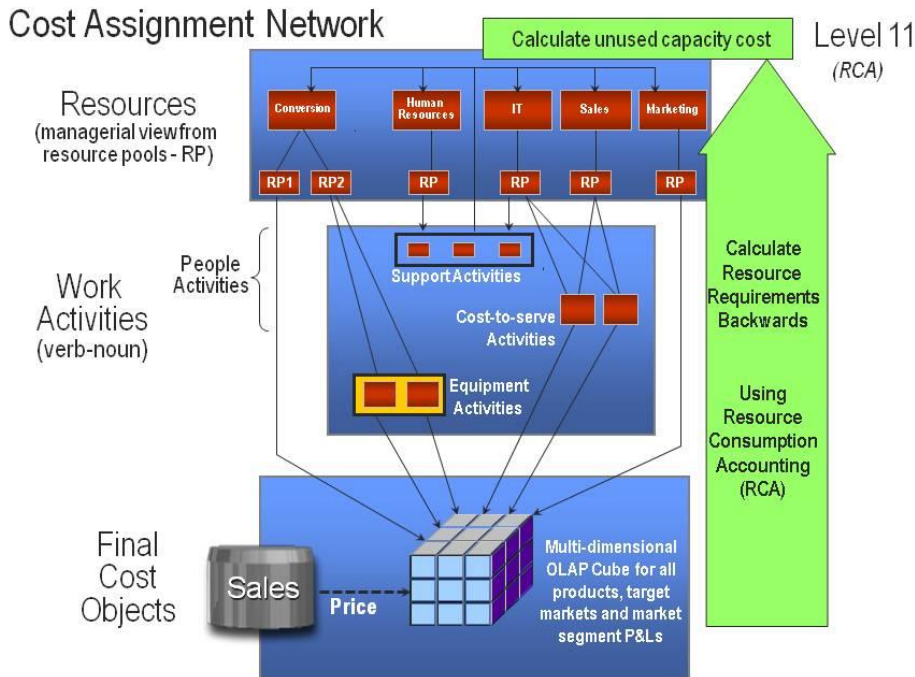 Cost Assignment Network
Calculate unused capacity cost
Level 11
(RCA)
Resources
(managerial view from
resource pools - RP)
Conversion
Human
Resources
IT
Sales
Marketing
RP1
RP2
RP
RP
RP
RP
People
Activities
Work
Activities
(verb-noun)
Support Activities
Cost-to-serve
Activities
Equipment
Activities
Calculate
Resource
Requirements
Backwards
Using
Resource
Consumption
Accounting
(RCA)
Final
Cost
Objects
Sales
Price
Multi-dimensional
OLAP Cube for all
products, target
markets and market
segment P&Ls